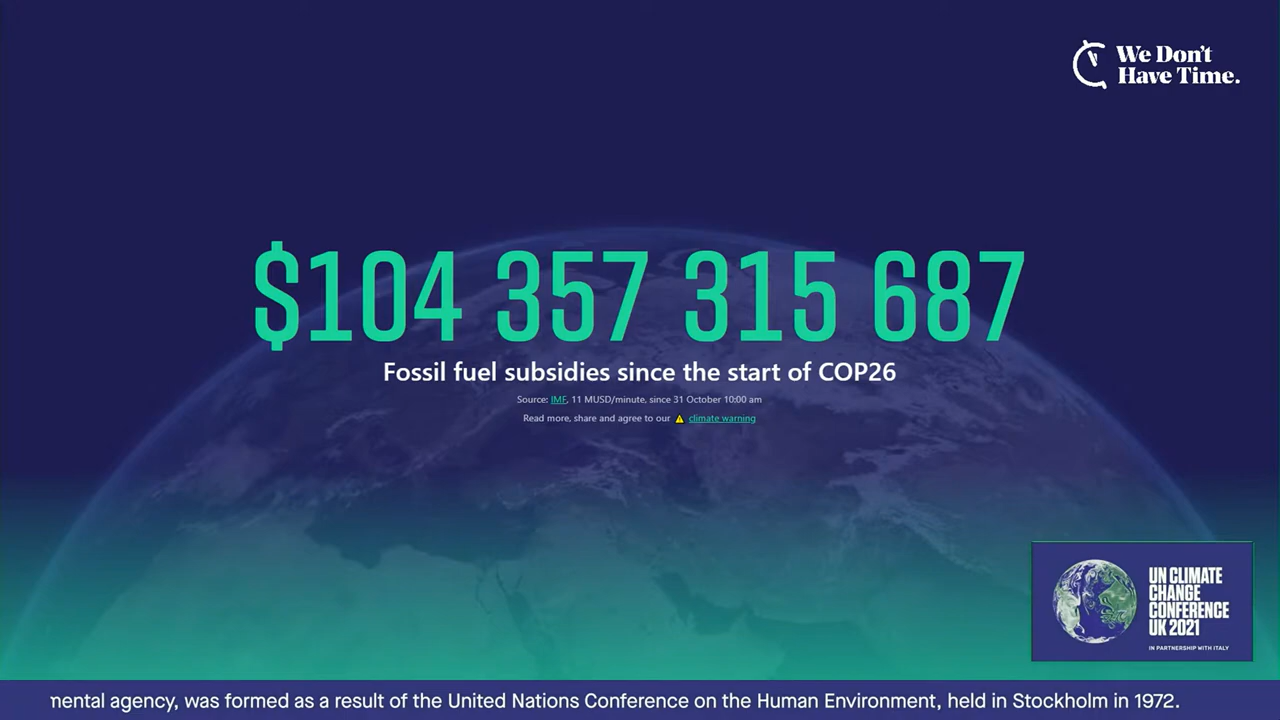 We Don't
Have Time.
$104 357 315 687
Fossil fuel subsidies since the start of COP26
Source: IMF, 11 MUSD/minute, since 31 October 10:00 am
Read more, share and agree to our climate warning
UN CLIMATE
CHANGE
CONFERENCE
UK 2021
IN PARTNERSHIP WITH ITALY
mental agency, was formed as a result of the United Nations Conference on the Human Environment, held in Stockholm in 1972.